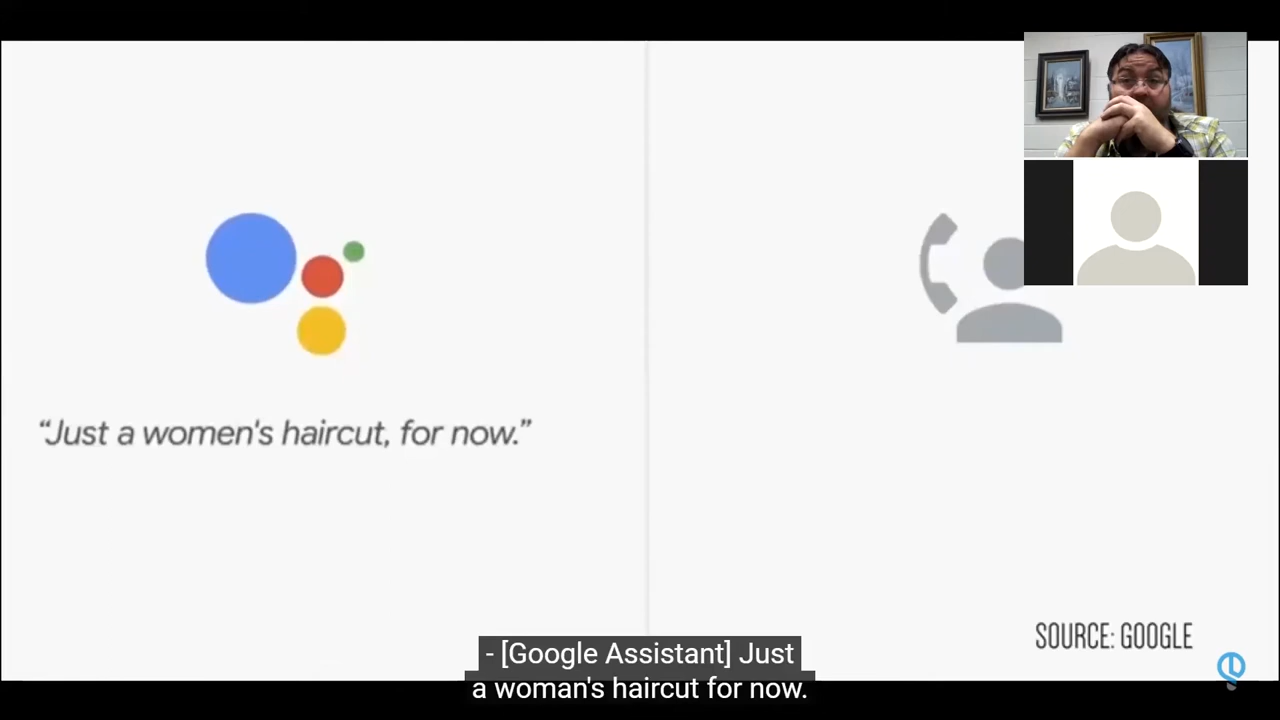 “Just a women's haircut, for now.”
SOURCE: GOOGLE
- [Google Assistant] Just
a woman's haircut for now.